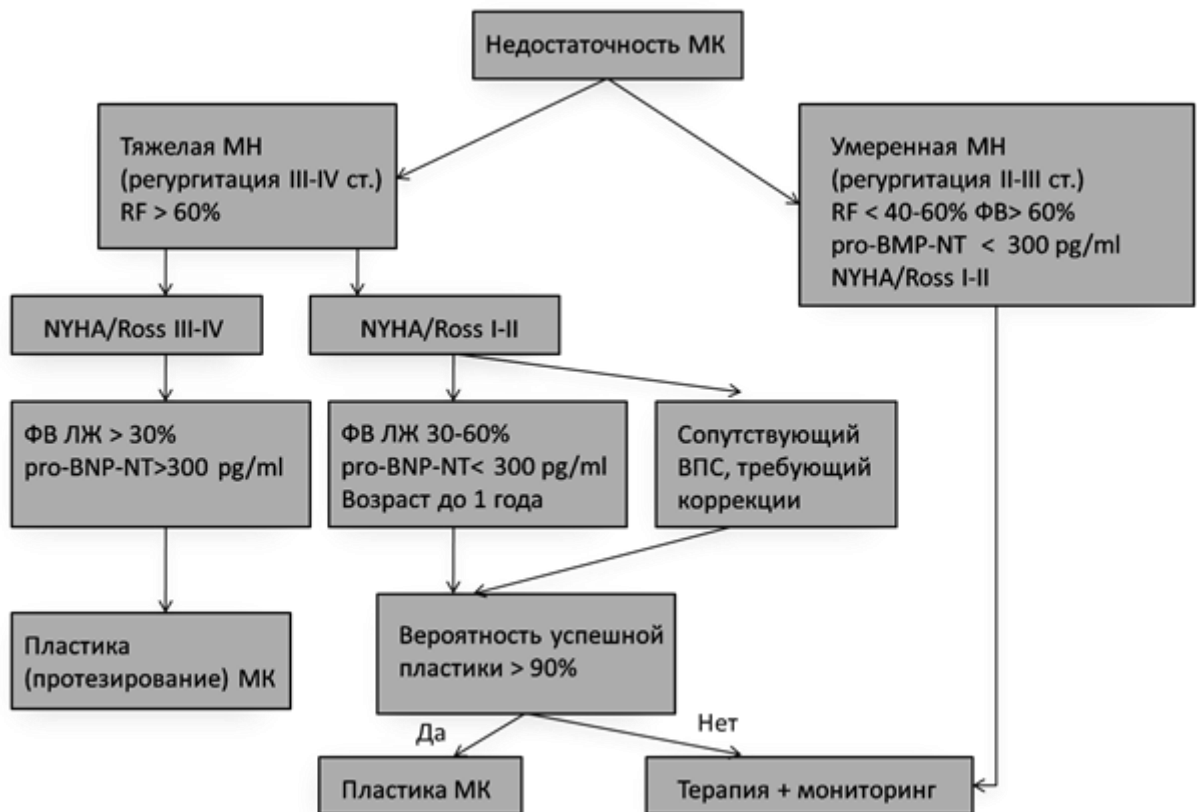 Недостаточность МК
Тяжелая МН
(регургитация III-IV ст.)
RF > 60%
Умеренная МН
(регургитация II-III ст.)
RF < 40-60% ФВ> 60%
pro-BMP-NT < 300 pg/ml
NYHA/Ross I-II
NYHA/Ross III-IV
NYHA/Ross I-II
ФВ ЛЖ > 30%
pro-BNP-NT>300 pg/ml
ФВ ЛЖ 30-60%
pro-BNP-NT< 300 pg/ml
Возраст до 1 года
Сопутствующий
ВПС, требующий
коррекции
Пластика
(протезирование) МК
Вероятность успешной
пластики > 90%
Да
Нет
Пластика МК
Терапия + мониторинг